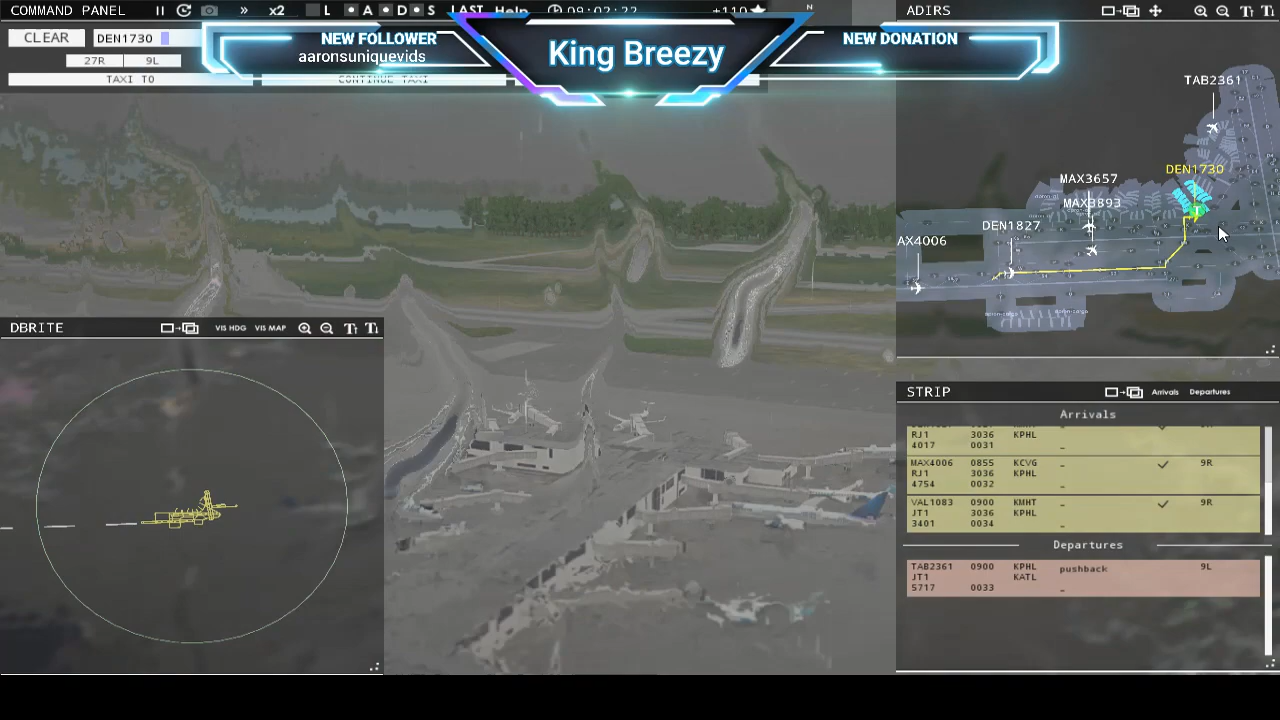 COMMAND PANEL
x2
L
A
D
S
LAST
Help
09:02:22
+110
CLEAR
DEN1730
27R
9L
TAXI TO
CONTINUE TAXI
NEW FOLLOWER
aaronsuniquevids
King Breezy
NEW DONATION
N
ADIRS
TT
TAB2361
DEN1730
MAX3657
MAX3893
DEN1827
AX4006
DBRITE
VIS HDG
VIS MAP
STRIP
Arrivals
Departures
Arrivals
RJ1 3036 KPHL
4017 0031
MAX4006 0855 KCVG 9R
RJ1 3036 KPHL
4754 0032
VAL1083 0900 KMHT 9R
JT1 3036 KPHL
3401 0034
Departures
TAB2361 0900 KPHL pushback 9L
JT1 KATL
5717 0033